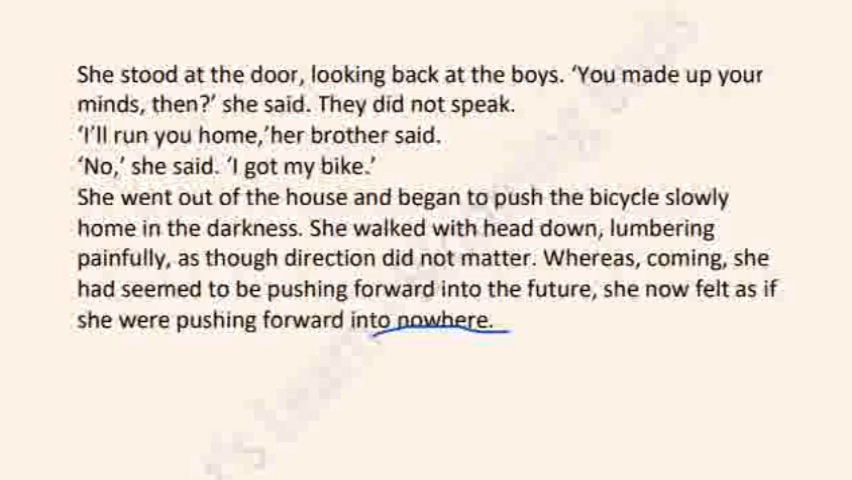 She stood at the door, looking back at the boys. ‘You made up your
minds, then?’ she said. They did not speak.
‘I’ll run you home,’her brother said.
‘No,’ she said. ‘I got my bike.’
She went out of the house and began to push the bicycle slowly
home in the darkness. She walked with head down, lumbering
painfully, as though direction did not matter. Whereas, coming, she
had seemed to be pushing forward into the future, she now felt as if
she were pushing forward into nowhere.